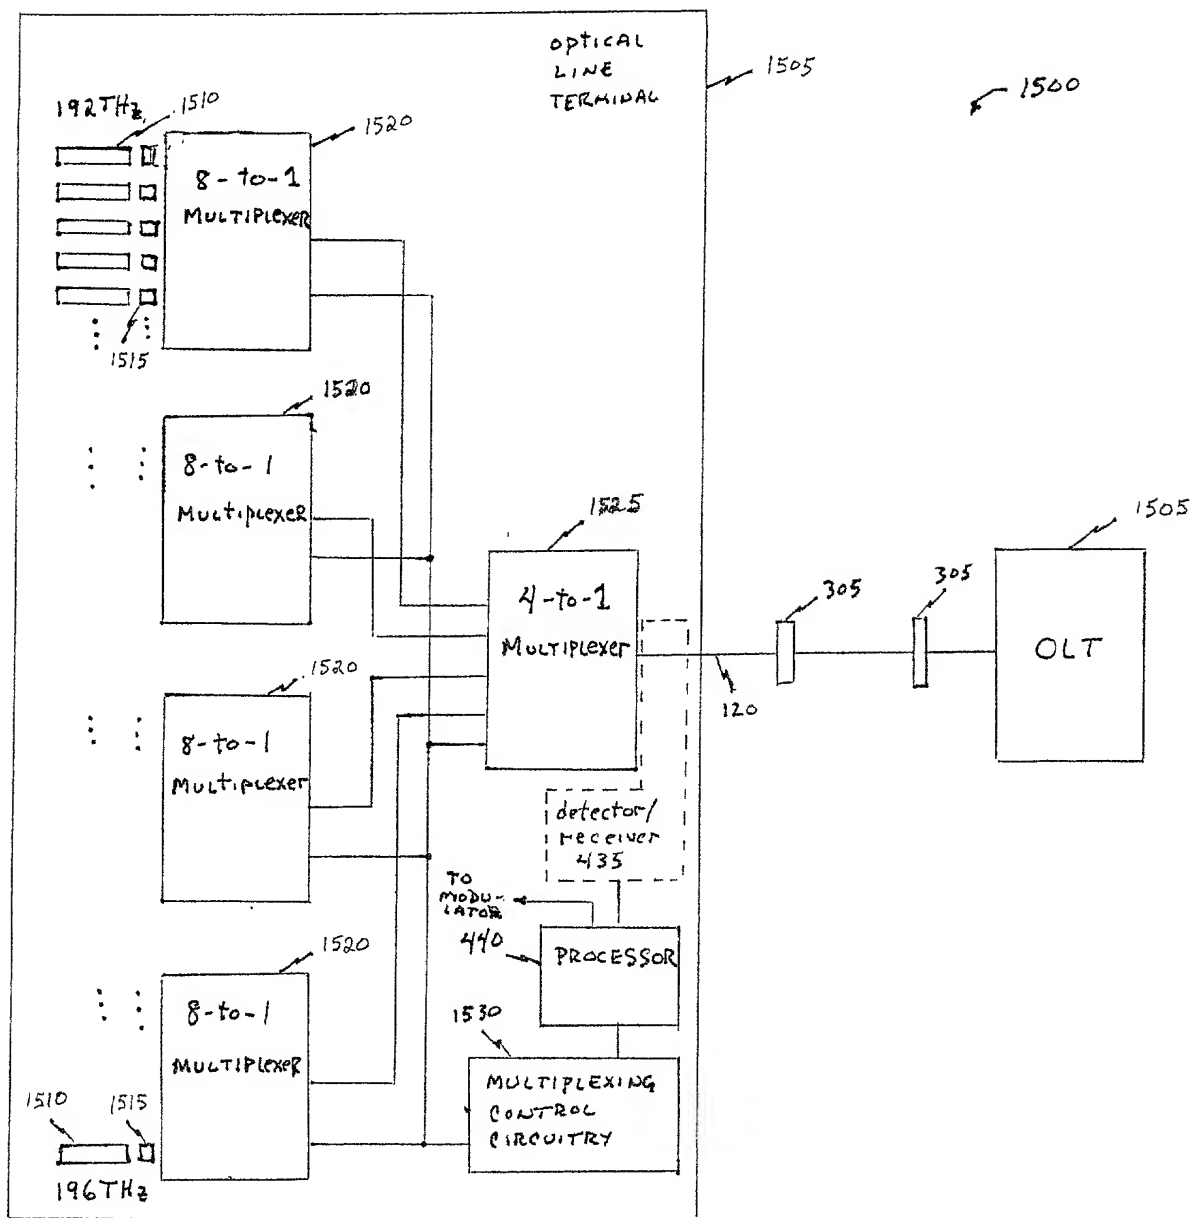 OPTICAL
LINE
TERMINAL
1505
1500
192THz
1510
1520
8-to-1
MULTIPLEXER
1515
1520
8-to-1
MultiplexeR
1525
4-to-1
MultiplexeR
1505
305
305
OLT
120
1520
8-to-1
Multiplexer
detector/
receiver
435
TO
MODU-
LATOR
440
PROCESSOR
1520
8-to-1
MULTIPLEXER
1530
MULTIPLEXING
CONTROL
CIRCUITRY
1510
1515
196THz